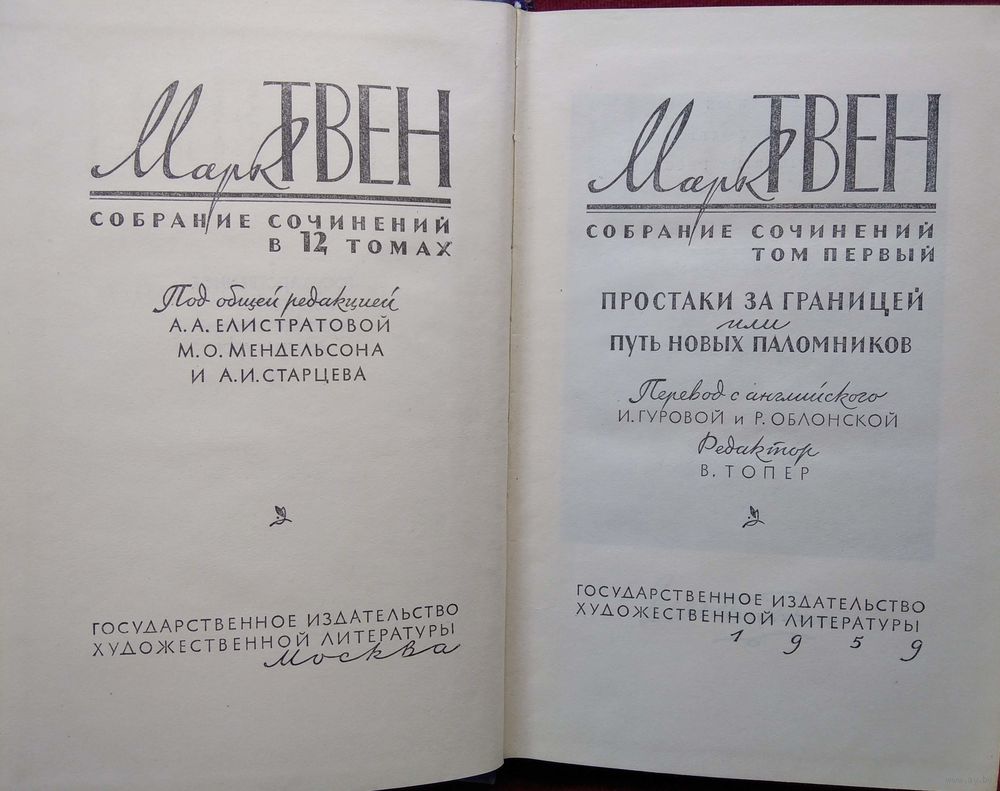 Марк ТВЕН
СОБРАНИЕ СОЧИНЕНИЙ
В 12 ТОМАХ
Под общей редакцией
А. А. ЕЛИСТРАТОВОЙ
М. О. МЕНДЕЛЬСОНА
И А. И. СТАРЦЕВА
ГОСУДАРСТВЕННОЕ ИЗДАТЕЛЬСТВО
ХУДОЖЕСТВЕННОЙ ЛИТЕРАТУРЫ
Москва
Марк ТВЕН
СОБРАНИЕ СОЧИНЕНИЙ
ТОМ ПЕРВЫЙ
ПРОСТАКИ ЗА ГРАНИЦЕЙ
или
ПУТЬ НОВЫХ ПАЛОМНИКОВ
Перевод с английского
И. ГУРОВОЙ и Р. ОБЛОНСКОЙ
Редактор
В. ТОПЕР
ГОСУДАРСТВЕННОЕ ИЗДАТЕЛЬСТВО
ХУДОЖЕСТВЕННОЙ ЛИТЕРАТУРЫ
1959